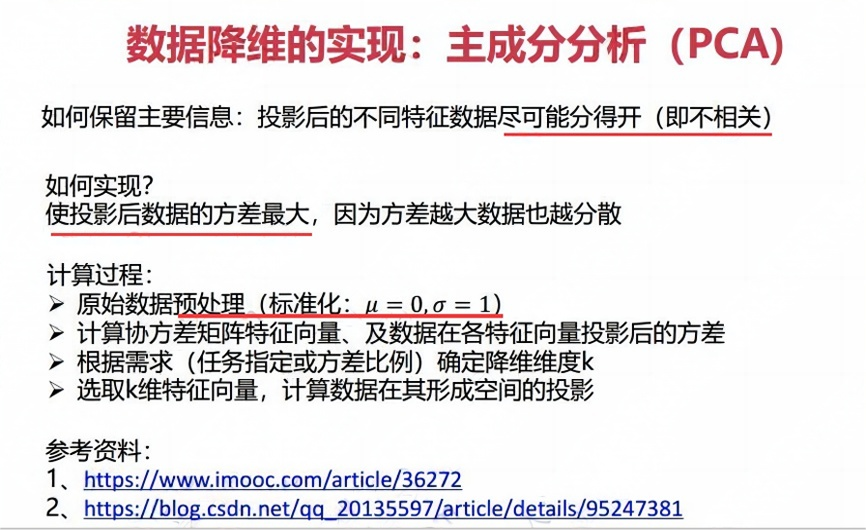 数据降维的实现：主成分分析（PCA）
如何保留主要信息：投影后的不同特征数据尽可能分得开（即不相关）
如何实现？
使投影后数据的方差最大，因为方差越大数据也越分散
计算过程：
➢ 原始数据预处理（标准化：μ = 0, σ = 1）
➢ 计算协方差矩阵特征向量、及数据在各特征向量投影后的方差
➢ 根据需求（任务指定或方差比例）确定降维维度k
➢ 选取k维特征向量，计算数据在其形成空间的投影
参考资料：
1、https://www.imooc.com/article/36272
2、https://blog.csdn.net/qq_20135597/article/details/95247381